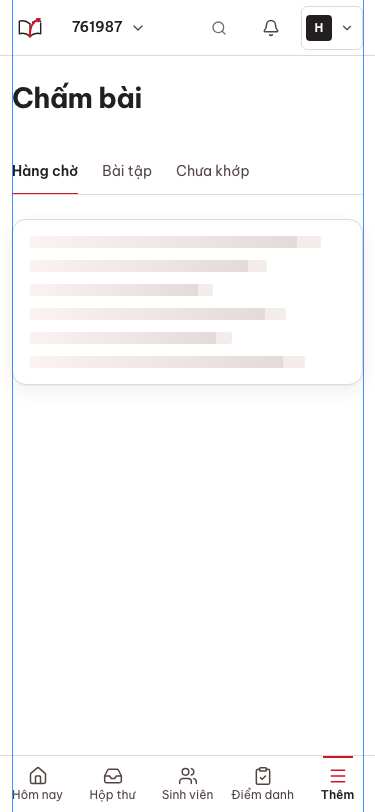 761987
H
Chấm bài
Hàng chờ Bài tập Chưa khớp
Hôm nay Hộp thư Sinh viên Điểm danh Thêm